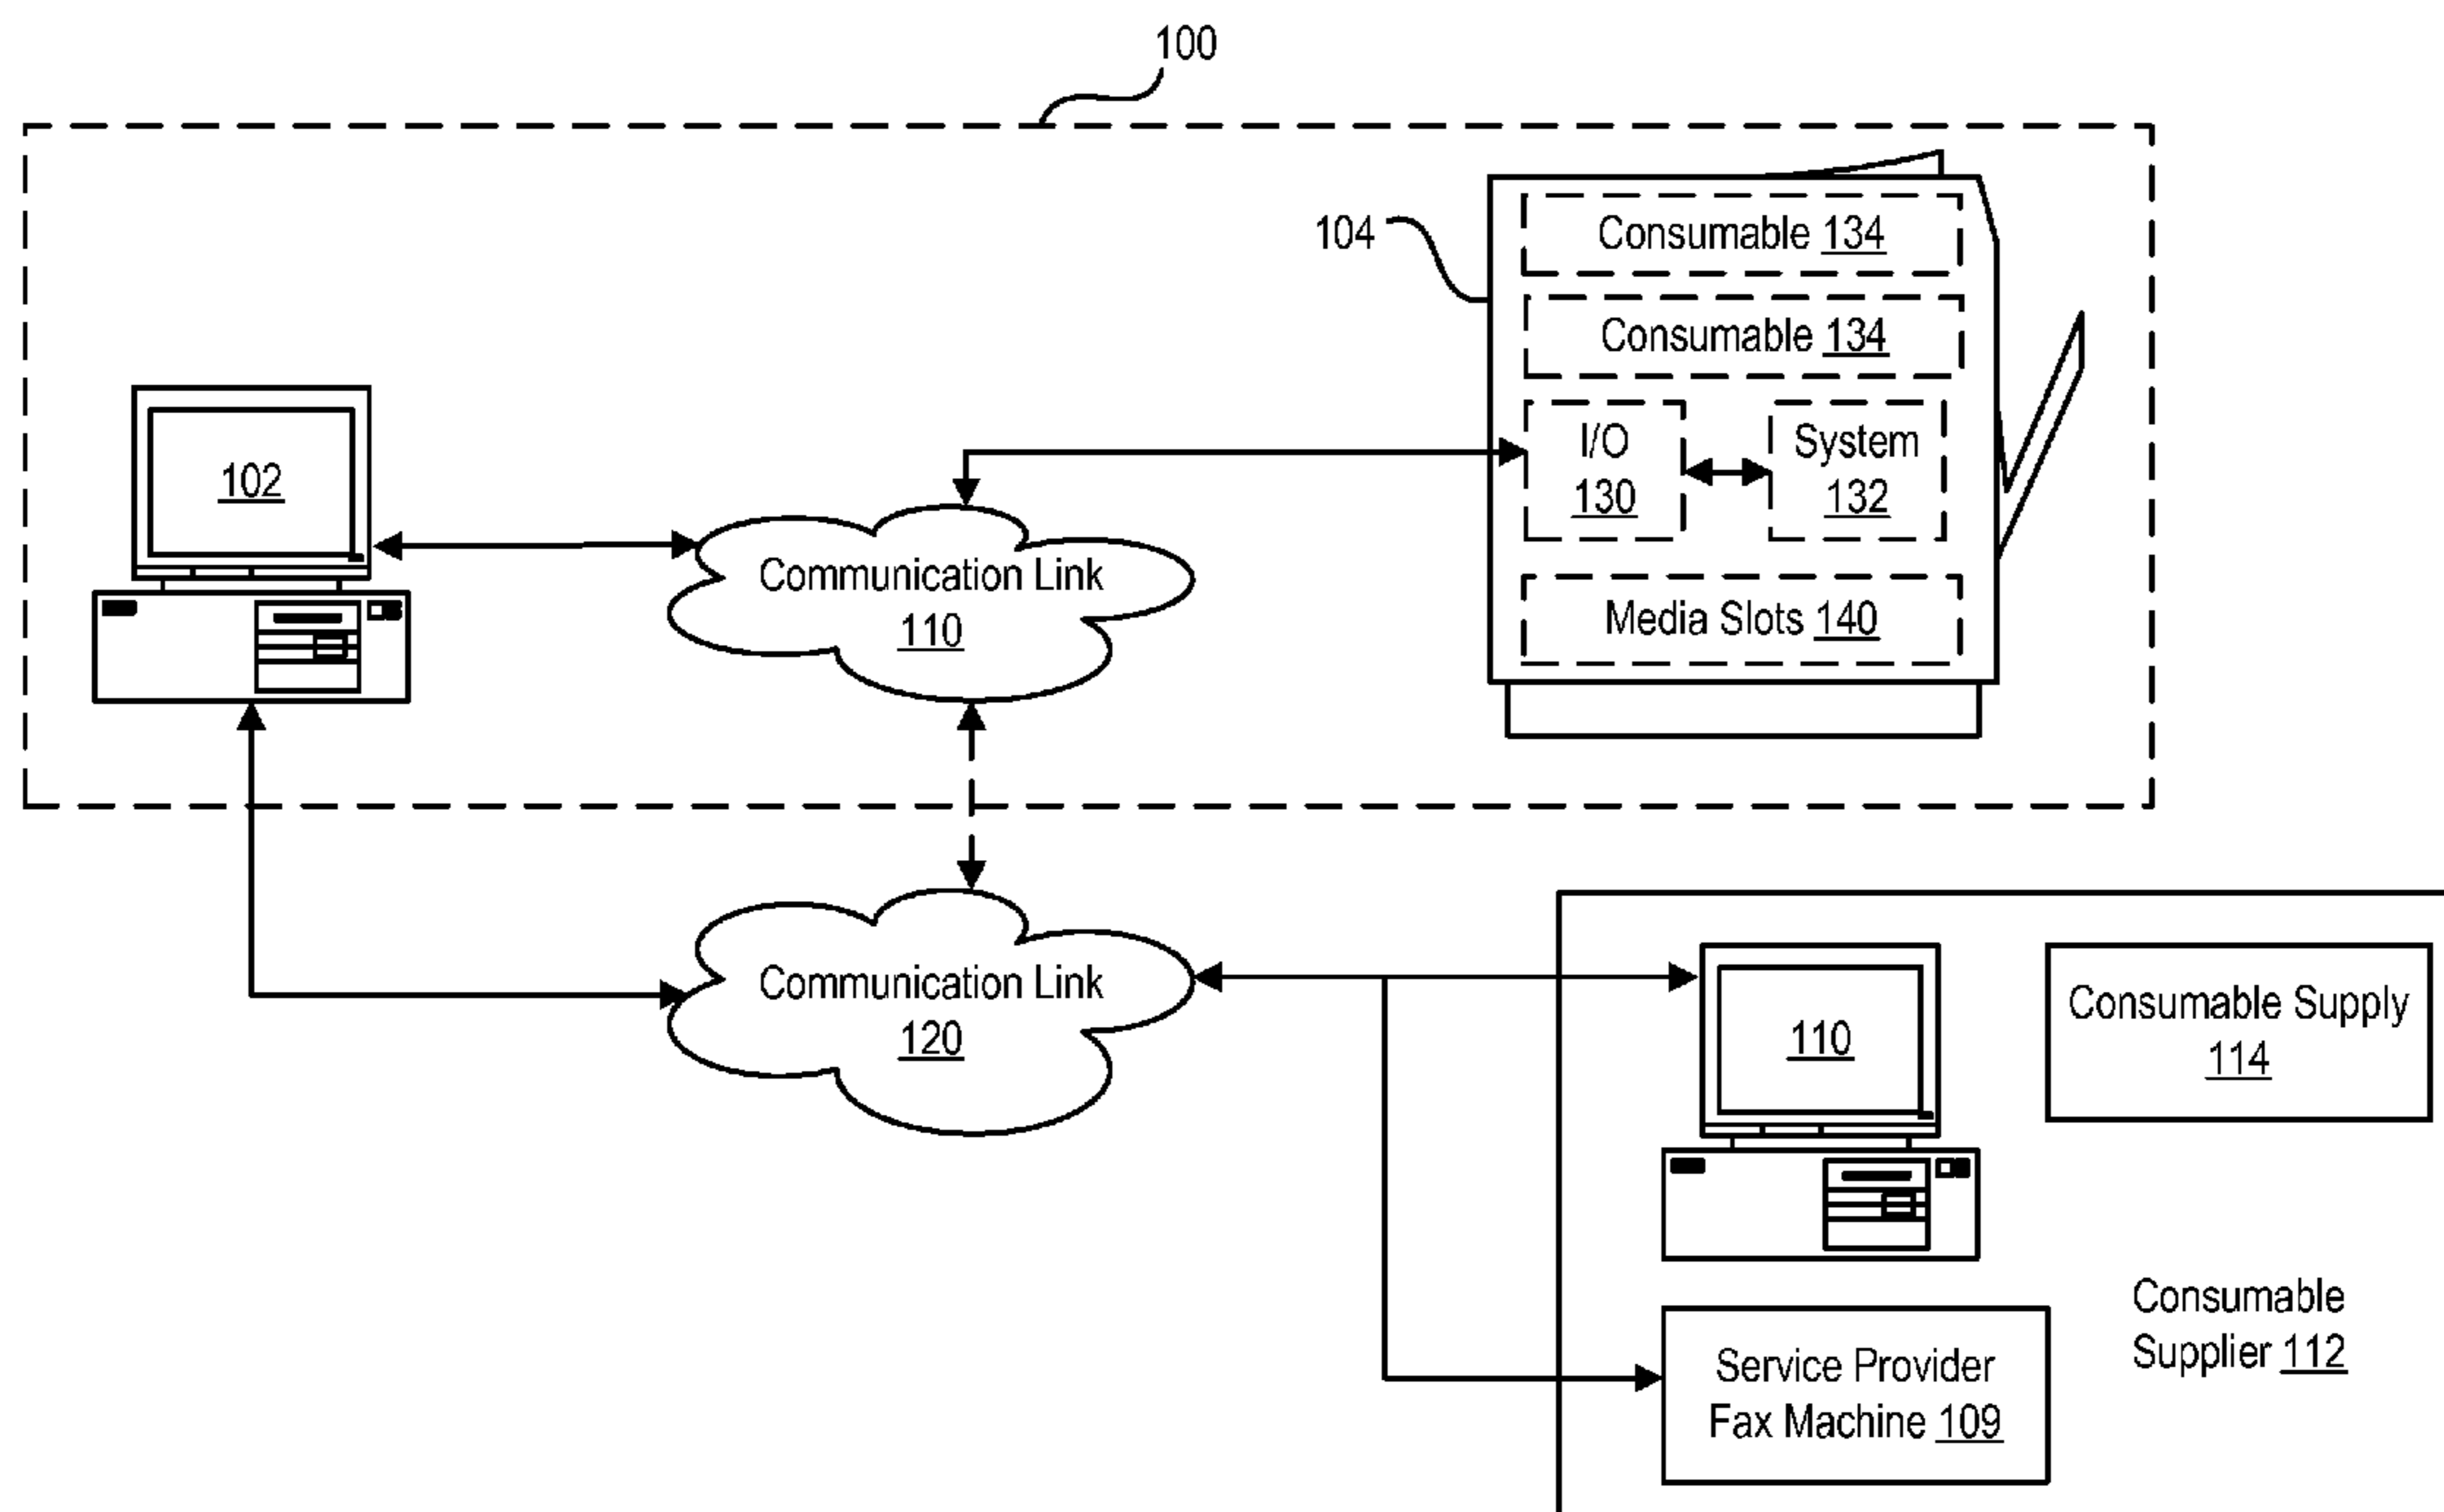 100
104
Consumable 134
Consumable 134
I/O
130
System
132
Media Slots 140
102
Communication Link
110
Communication Link
120
110
Consumable Supply
114
Consumable
Supplier 112
Service Provider
Fax Machine 109